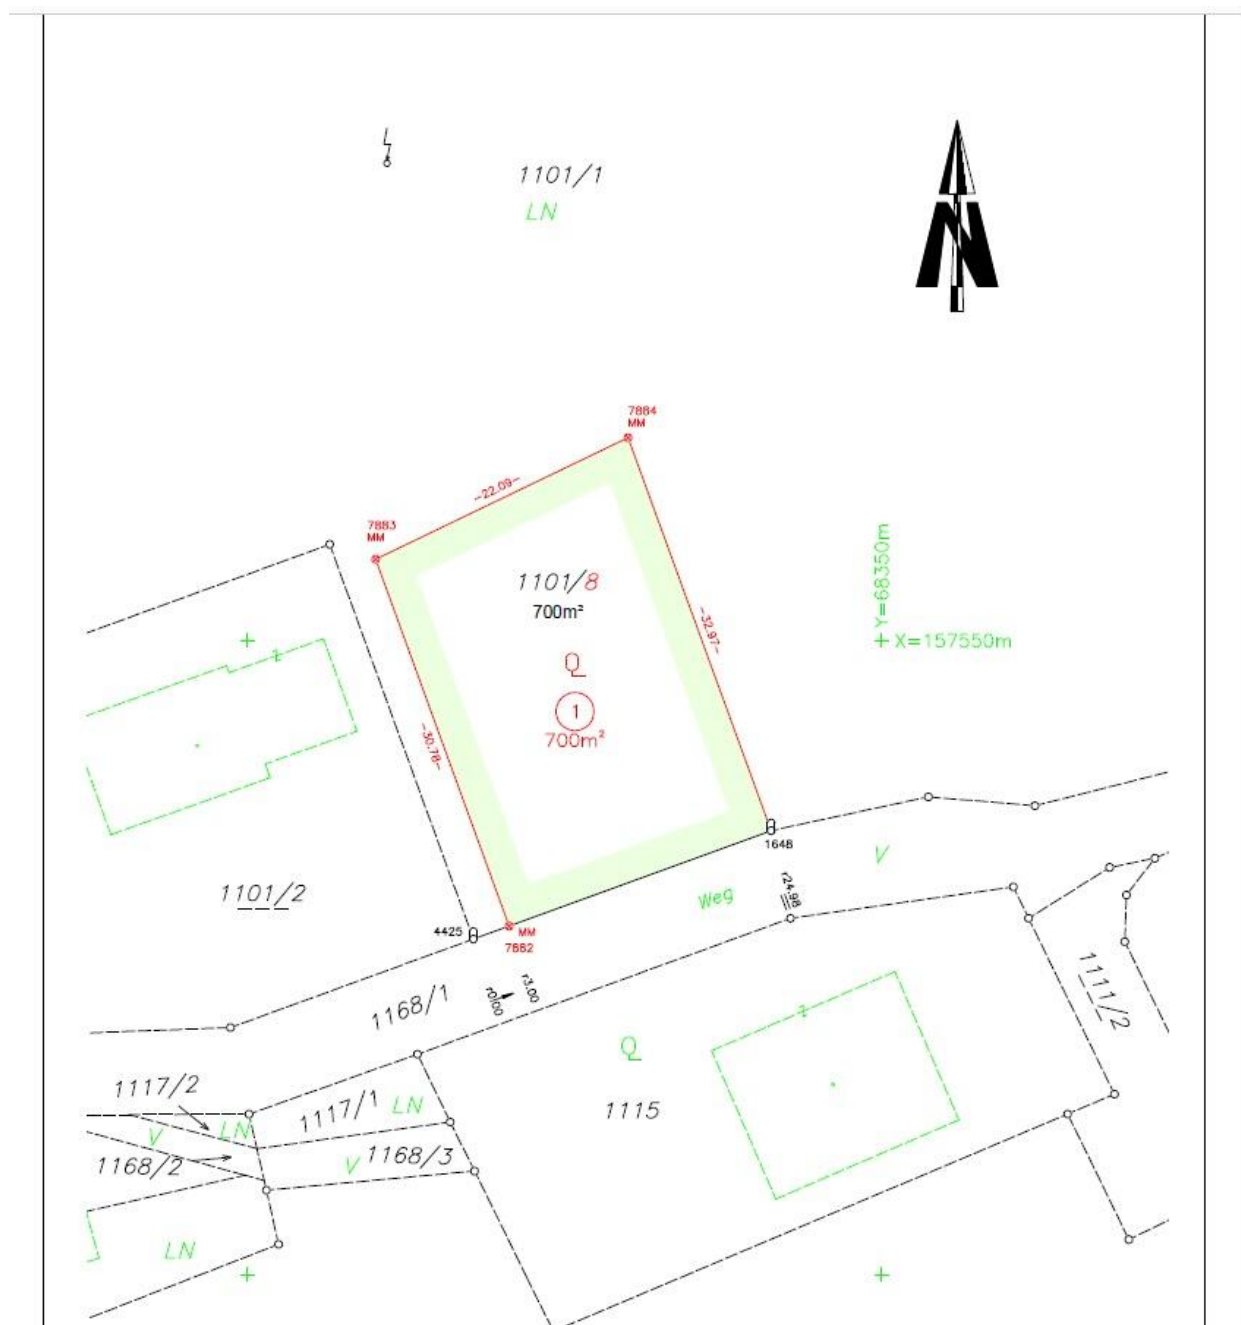 1101/1
LN
N
7884
MM
-22.09-
7883
MM
1101/8
700m²
Y=68350m
X=157550m
-32.97-
Q
1
700m²
-30.78-
1648
V
1101/2
Weg
r24.98
4425
MM
7882
r0.00
r3.00
1168/1
1111/2
Q
1117/2
1117/1
LN
1115
V
LN
1168/2
V
1168/3
LN